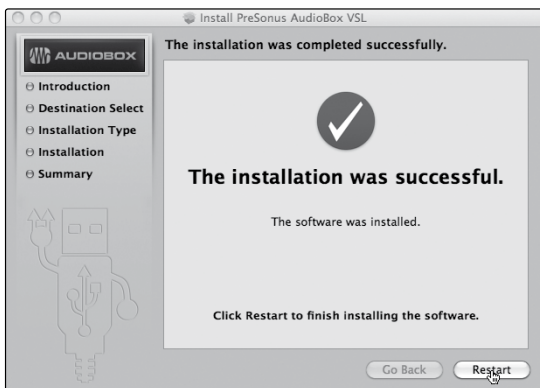 Install PreSonus AudioBox VSL
The installation was completed successfully.
AUDIOBOX
Introduction
Destination Select
Installation Type
Installation
Summary
The installation was successful.
The software was installed.
Click Restart to finish installing the software.
Go Back
Restart